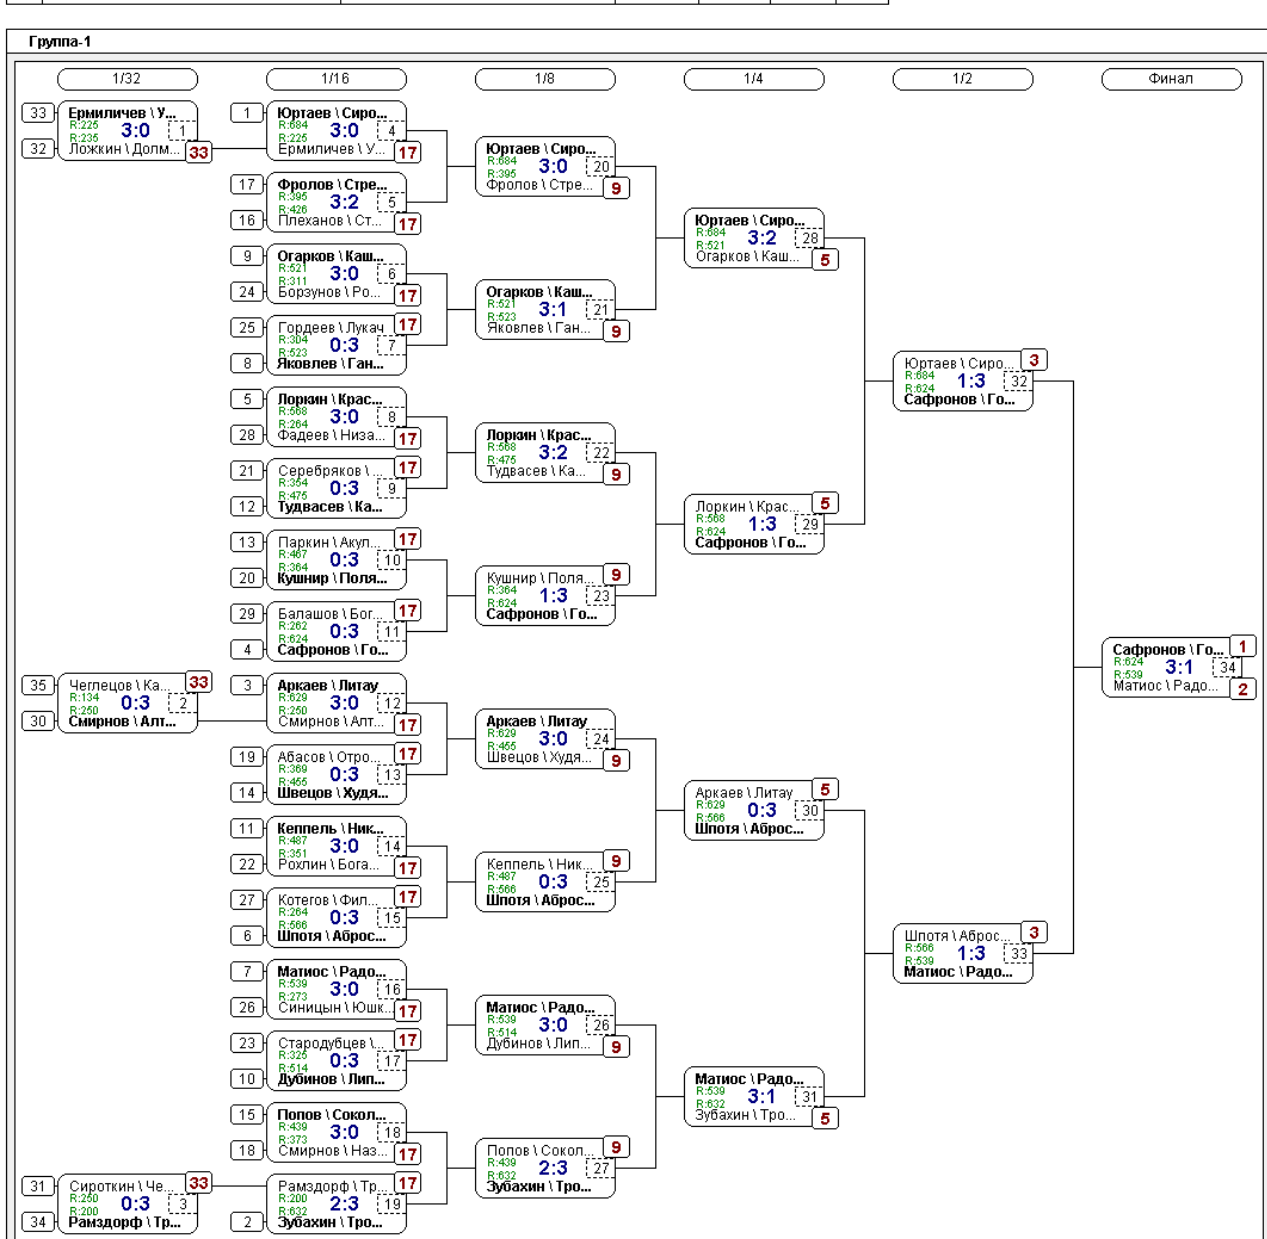 Группа-1
1/32
1/16
1/8
1/4
1/2
Финал
33
Ермиличев \ У...
R:225
R:235
3:0
1
32
Ложкин \ Долм...
33
35
Чеглецов \ Ка...
33
R:134
R:250
0:3
2
30
Смирнов \ Алт...
31
Сироткин \ Че...
33
R:250
R:200
0:3
3
34
Рамздорф \ Тр...
1
Юртаев \ Сиро...
R:684
R:225
3:0
4
Ермиличев \ У...
17
17
Фролов \ Стре...
R:395
R:426
3:2
5
16
Плеханов \ Ст...
17
9
Огарков \ Каш...
R:521
R:311
3:0
6
24
Борзунов \ Ро...
17
25
Гордеев \ Лукач
17
R:304
R:523
0:3
7
8
Яковлев \ Ган...
5
Лоркин \ Крас...
R:568
R:264
3:0
8
28
Фадеев \ Низа...
17
21
Серебряков \ ...
17
R:354
R:475
0:3
9
12
Тудвасев \ Ка...
13
Паркин \ Акул...
17
R:467
R:364
0:3
10
20
Кушнир \ Поля...
29
Балашов \ Бог...
17
R:262
R:624
0:3
11
4
Сафронов \ Го...
3
Аркаев \ Литау
R:629
R:250
3:0
12
Смирнов \ Алт...
17
19
Абасов \ Отро...
17
R:369
R:455
0:3
13
14
Швецов \ Худя...
11
Кеппель \ Ник...
R:487
R:351
3:0
14
22
Рохлин \ Бога...
17
27
Котегов \ Фил...
17
R:264
R:566
0:3
15
6
Шпотя \ Аброс...
7
Матиос \ Радо...
R:539
R:273
3:0
16
26
Синицын \ Юшк...
17
23
Стародубцев \...
17
R:325
R:514
0:3
17
10
Дубинов \ Лип...
15
Попов \ Сокол...
R:439
R:373
3:0
18
18
Смирнов \ Наз...
17
Рамздорф \ Тр...
17
R:200
R:632
2:3
19
2
Зубахин \ Тро...
Юртаев \ Сиро...
R:684
R:395
3:0
20
Фролов \ Стре...
9
Огарков \ Каш...
R:521
R:523
3:1
21
Яковлев \ Ган...
9
Лоркин \ Крас...
R:568
R:475
3:2
22
Тудвасев \ Ка...
9
Кушнир \ Поля...
9
R:364
R:624
1:3
23
Сафронов \ Го...
Аркаев \ Литау
R:629
R:455
3:0
24
Швецов \ Худя...
9
Кеппель \ Ник...
9
R:487
R:566
0:3
25
Шпотя \ Аброс...
Матиос \ Радо...
R:539
R:514
3:0
26
Дубинов \ Лип...
9
Попов \ Сокол...
9
R:439
R:632
2:3
27
Зубахин \ Тро...
Юртаев \ Сиро...
R:684
R:521
3:2
28
Огарков \ Каш...
5
Лоркин \ Крас...
5
R:568
R:624
1:3
29
Сафронов \ Го...
Аркаев \ Литау
5
R:629
R:566
0:3
30
Шпотя \ Аброс...
Матиос \ Радо...
R:539
R:632
3:1
31
Зубахин \ Тро...
5
Юртаев \ Сиро...
3
R:684
R:624
1:3
32
Сафронов \ Го...
Шпотя \ Аброс...
3
R:566
R:539
1:3
33
Матиос \ Радо...
Сафронов \ Го...
1
R:624
R:539
3:1
34
Матиос \ Радо...
2